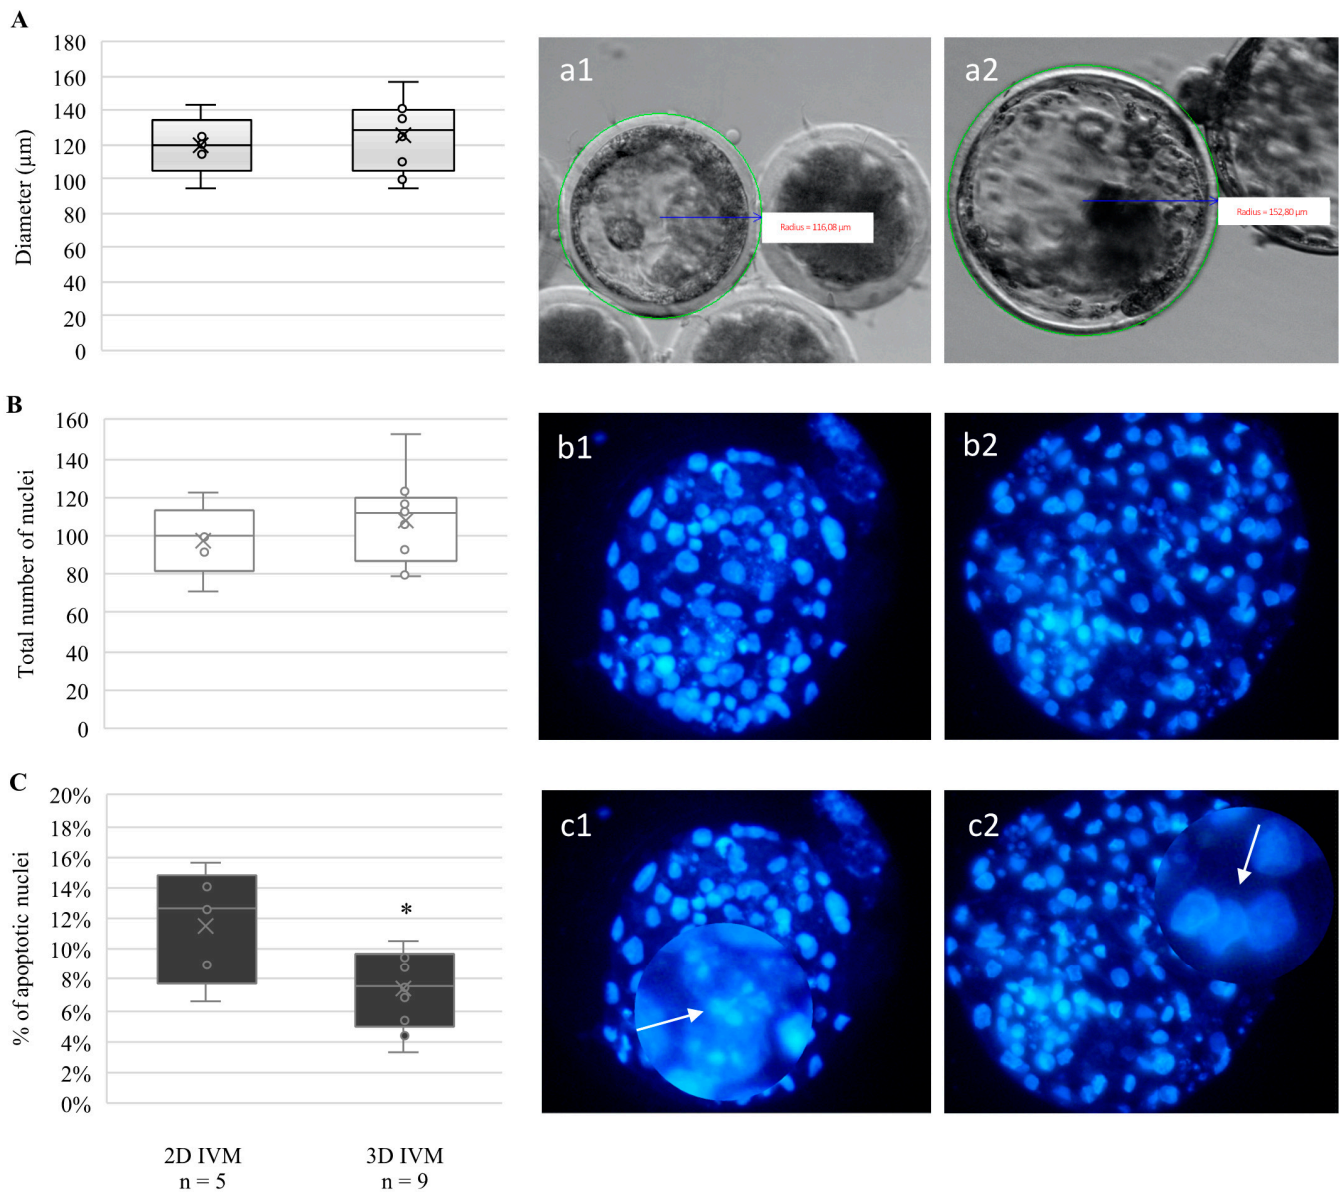 A
180
160
140
120
100
80
60
40
20
0
Diameter (µm)
a1
Radius = 116,08 µm
a2
Radius = 152,80 µm
B
160
140
120
100
80
60
40
20
0
Total number of nuclei
b1
b2
C
20%
18%
16%
14%
12%
10%
8%
6%
4%
2%
0%
% of apoptotic nuclei
*
c1
c2
2D IVM
n = 5
3D IVM
n = 9